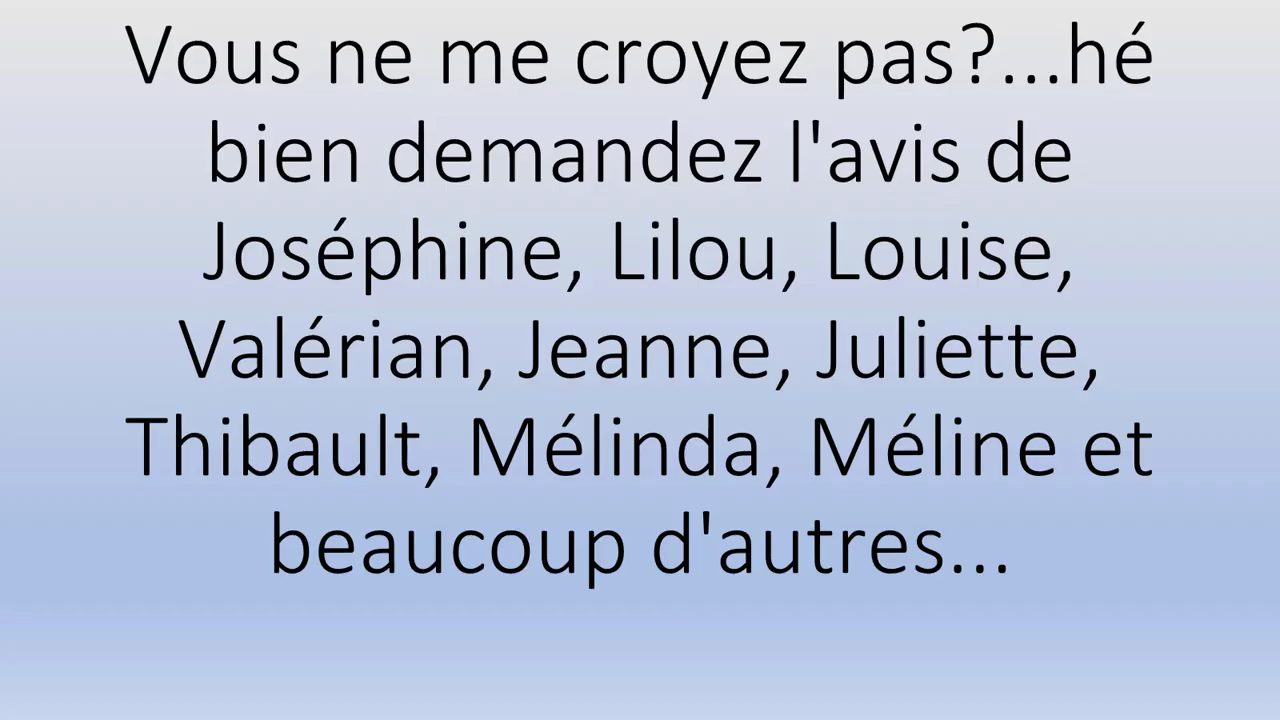 Vous ne me croyez pas?...hé
bien demandez l'avis de
Joséphine, Lilou, Louise,
Valérian, Jeanne, Juliette,
Thibault, Mélinda, Méline et
beaucoup d'autres...